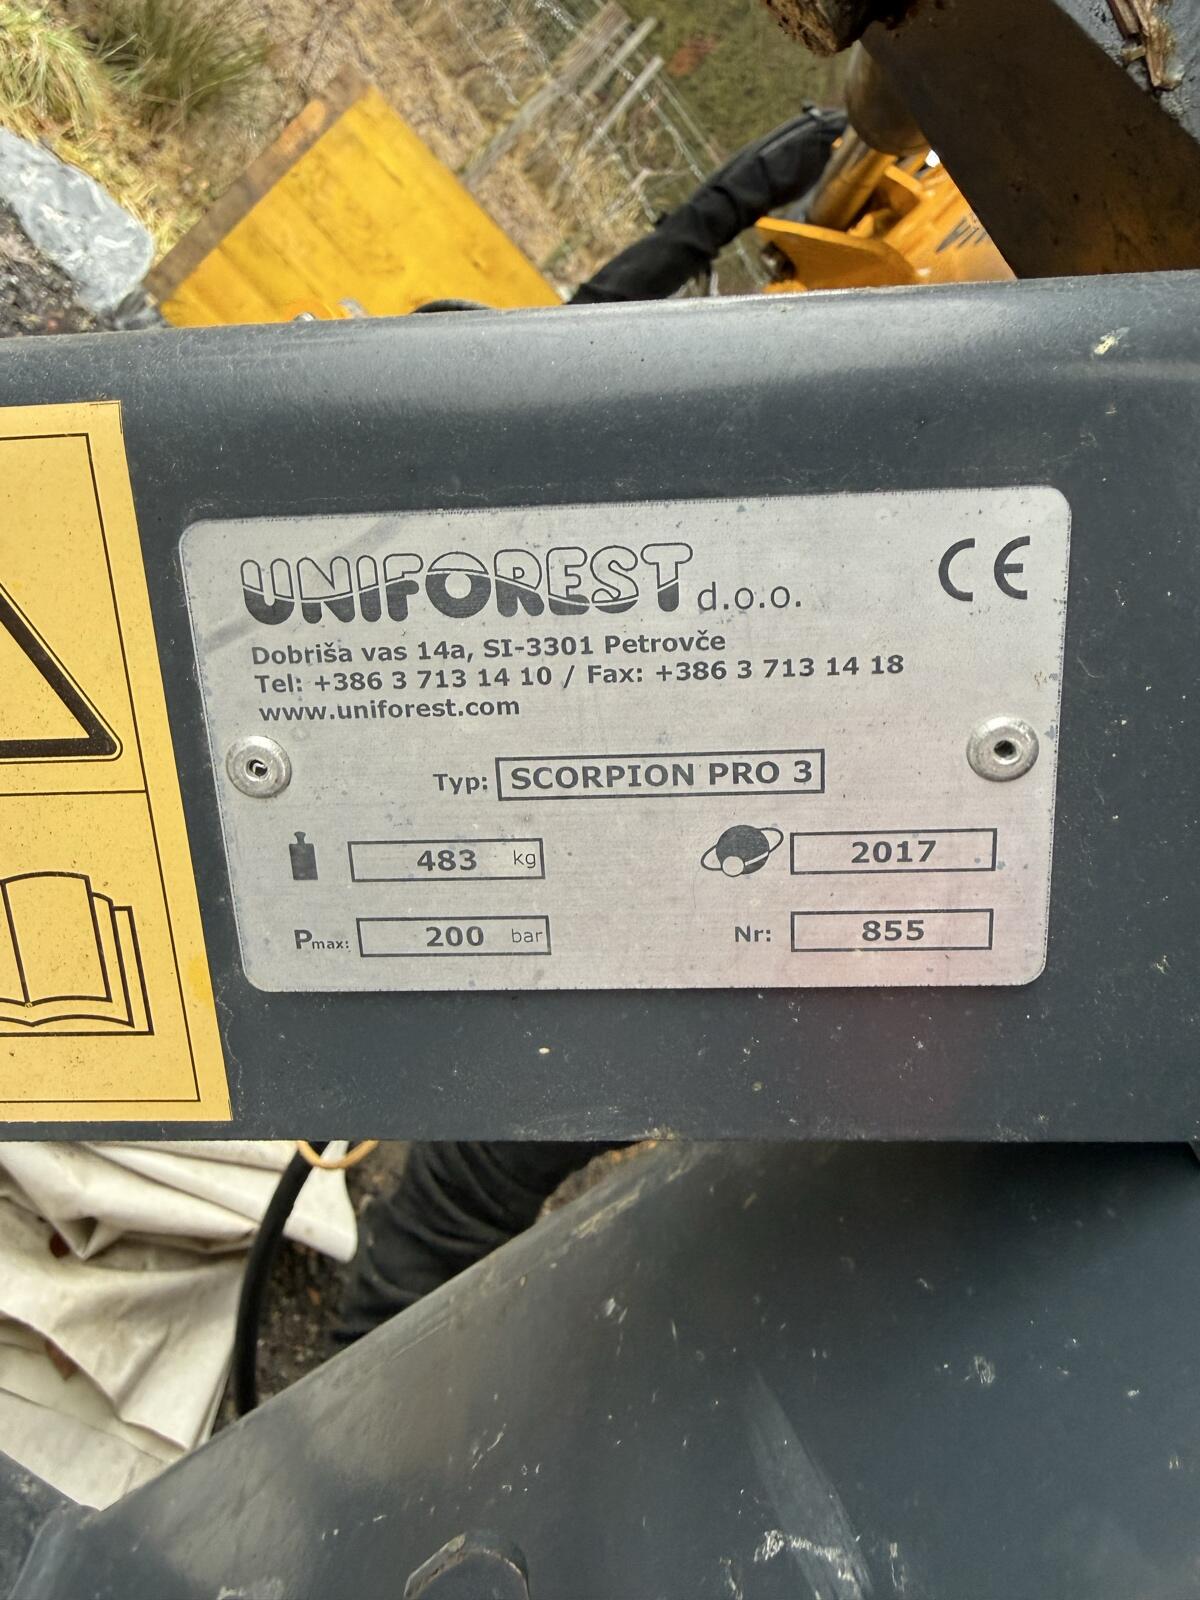 UNIFOREST d.o.o.
CE
Dobriša vas 14a, SI-3301 Petrovče
Tel: +386 3 713 14 10 / Fax: +386 3 713 14 18
www.uniforest.com
Typ: SCORPION PRO 3
483 kg
2017
Pmax: 200 bar
Nr: 855